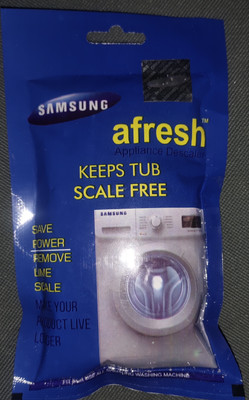 SAMSUNG
afresh™
Appliance Descaler
KEEPS TUB
SCALE FREE
SAMSUNG
SAVE
POWER
REMOVE
LIME
SCALE
MAKE YOUR
PRODUCT LIVE
LONGER
WASHING MACHINE